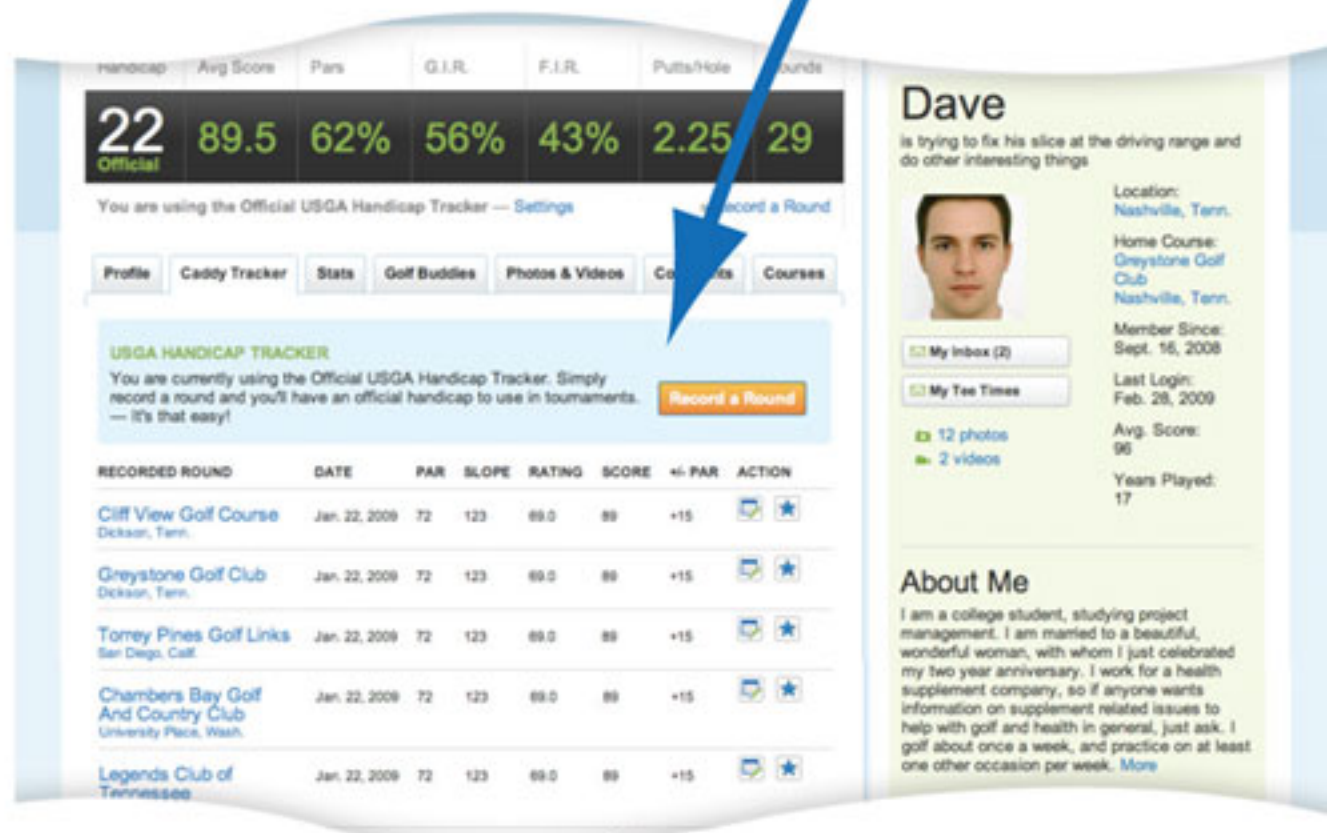 Handicap Avg Score Pars G.I.R. F.I.R. Putts/Hole Rounds
22 89.5 62% 56% 43% 2.25 29
Official
You are using the Official USGA Handicap Tracker — Settings
Record a Round
Profile Caddy Tracker Stats Golf Buddies Photos & Videos Courses
USGA HANDICAP TRACKER
You are currently using the Official USGA Handicap Tracker. Simply
record a round and you'll have an official handicap to use in tournaments.
— It's that easy!
Record a Round
RECORDED ROUND DATE PAR SLOPE RATING SCORE +/- PAR ACTION
Cliff View Golf Course Jan. 22, 2009 72 123 69.0 89 +15
Dickson, Tenn.
Greystone Golf Club Jan. 22, 2009 72 123 69.0 89 +15
Dickson, Tenn.
Torrey Pines Golf Links Jan. 22, 2009 72 123 69.0 89 +15
San Diego, Calif.
Chambers Bay Golf Jan. 22, 2009 72 123 69.0 89 +15
And Country Club
University Place, Wash.
Legends Club of Jan. 22, 2009 72 123 69.0 89 +15
Tennessee
Dave
is trying to fix his slice at the driving range and
do other interesting things
Location:
Nashville, Tenn.
Home Course:
Greystone Golf
Club
Nashville, Tenn.
Member Since:
Sept. 16, 2008
Last Login:
Feb. 28, 2009
Avg. Score:
96
Years Played:
17
My Inbox (2)
My Tee Times
12 photos
2 videos
About Me
I am a college student, studying project
management. I am married to a beautiful,
wonderful woman, with whom I just celebrated
my two year anniversary. I work for a health
supplement company, so if anyone wants
information on supplement related issues to
help with golf and health in general, just ask. I
golf about once a week, and practice on at least
one other occasion per week. More